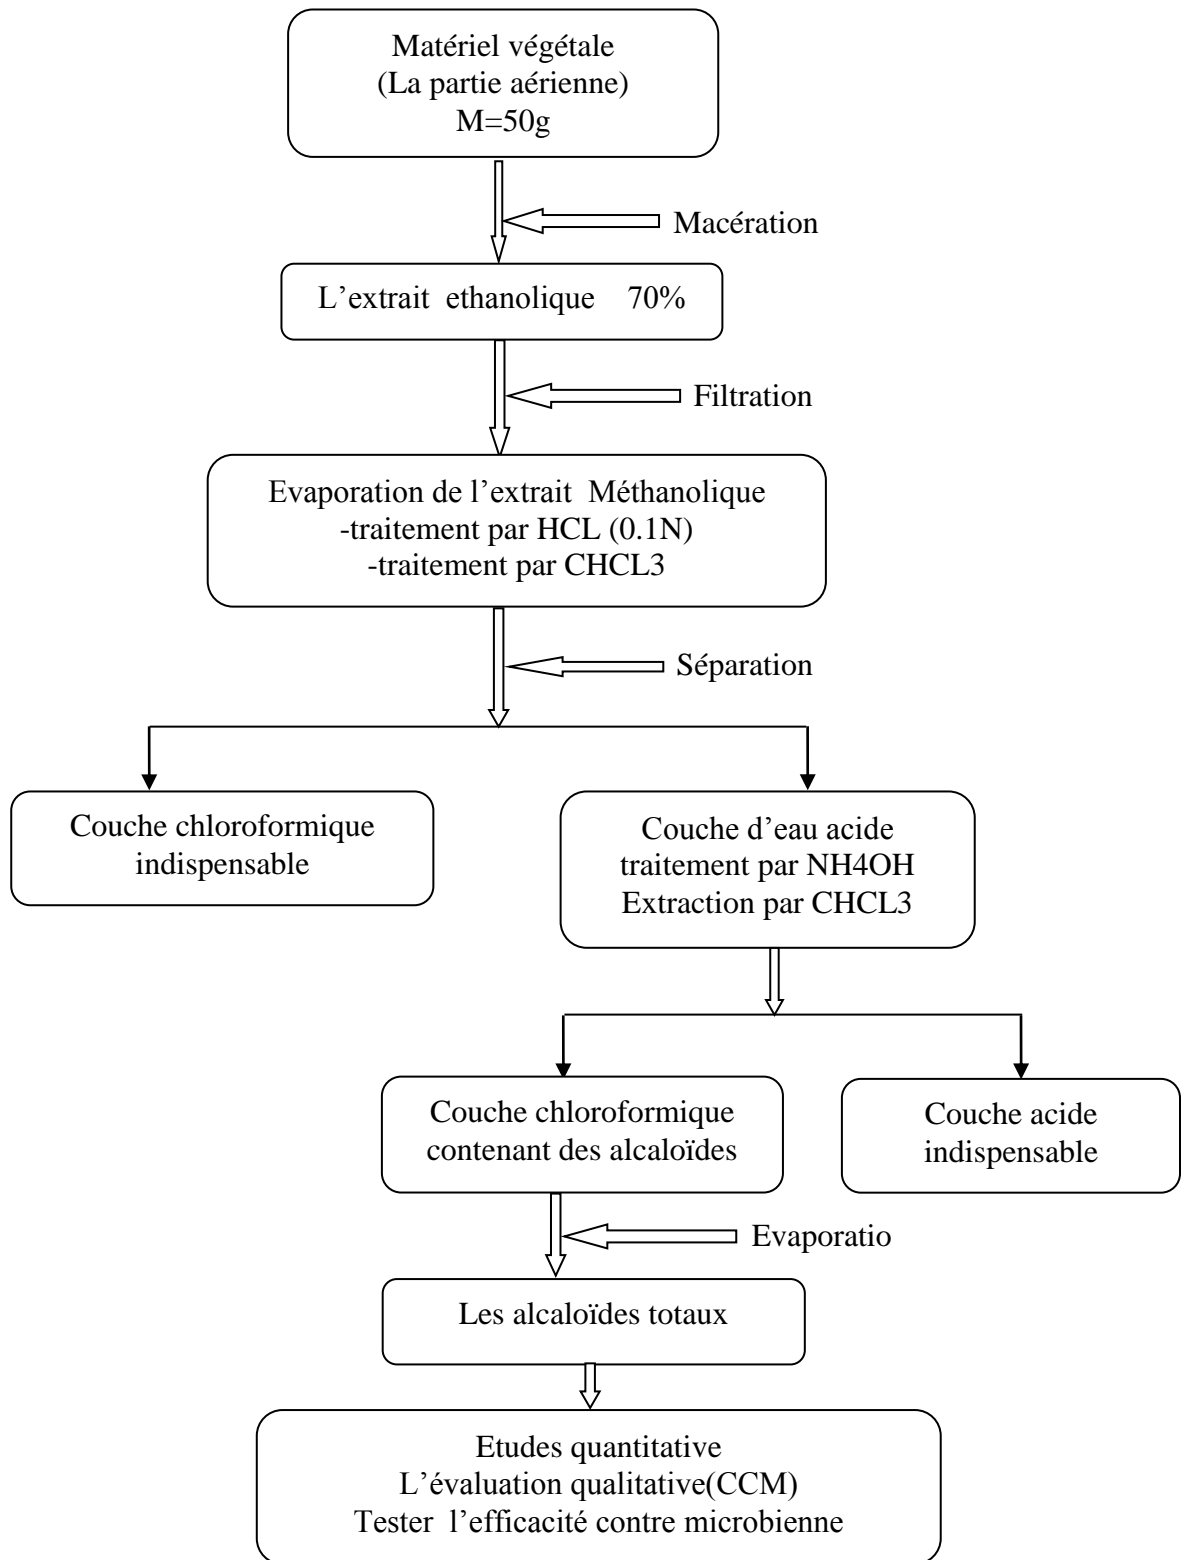 Matériel végétale
(La partie aérienne)
M=50g
Macération
L’extrait ethanolique 70%
Filtration
Evaporation de l’extrait Méthanolique
-traitement par HCL (0.1N)
-traitement par CHCL3
Séparation
Couche chloroformique
indispensable
Couche d’eau acide
traitement par NH4OH
Extraction par CHCL3
Couche chloroformique
contenant des alcaloïdes
Couche acide
indispensable
Evaporatio
Les alcaloïdes totaux
Etudes quantitative
L’évaluation qualitative(CCM)
Tester l’efficacité contre microbienne